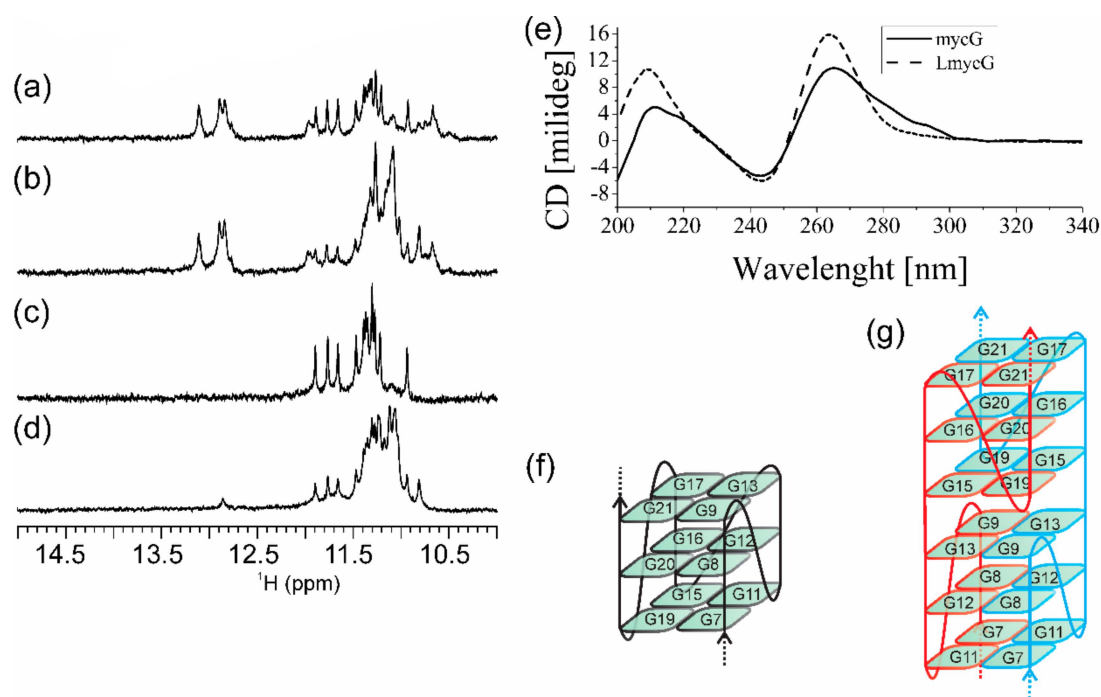 (a)
(b)
(c)
(d)
14.5 13.5 12.5 11.5 10.5
¹H (ppm)
(e)
CD [milideg]
16
12
8
4
0
-4
-8
mycG
LmycG
200 220 240 260 280 300 320 340
Wavelenght [nm]
(f)
G17 G13
G21 G9
G16 G12
G20 G8
G15 G11
G19 G7
(g)
G21 G17
G17 G21
G20 G16
G16 G20
G19 G15
G15 G19
G9 G13
G13 G9
G8 G12
G12 G8
G7 G11
G11 G7